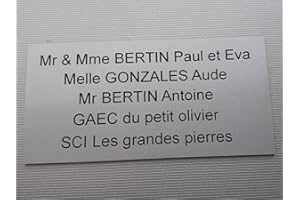 Mr & Mme BERTIN Paul et Eva
Melle GONZALES Aude
Mr BERTIN Antoine
GAEC du petit olivier
SCI Les grandes pierres